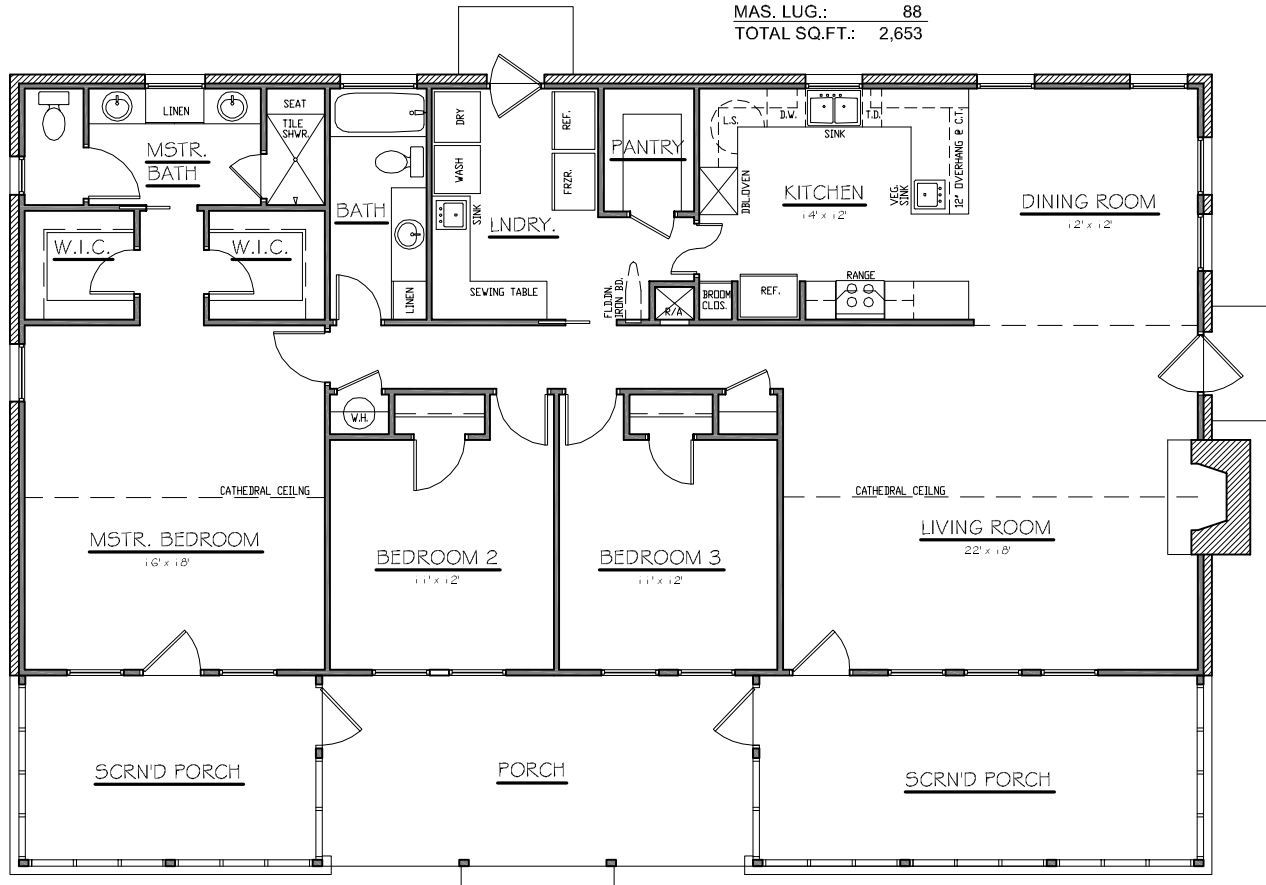 MAS. LUG.: 88
TOTAL SQ.FT.: 2,653
LINEN
SEAT
TILE
SHWR.
MSTR.
BATH
DRY
WASH
REF.
FRZR.
PANTRY
L.S.
D.W.
SINK
T.D.
12" OVERHANG @ C.T.
DBL.OVEN
KITCHEN
14' x 12'
VEG.
SINK
DINING ROOM
12' x 12'
BATH
SINK
LNDRY.
W.I.C.
W.I.C.
LINEN
SEWING TABLE
FLD.DN.
IRON BD.
R/A
BROOM
CLOS.
REF.
RANGE
W.H.
CATHEDRAL CEILNG
CATHEDRAL CEILNG
MSTR. BEDROOM
16' x 18'
BEDROOM 2
11' x 12'
BEDROOM 3
11' x 12'
LIVING ROOM
22' x 18'
SCRN'D PORCH
PORCH
SCRN'D PORCH